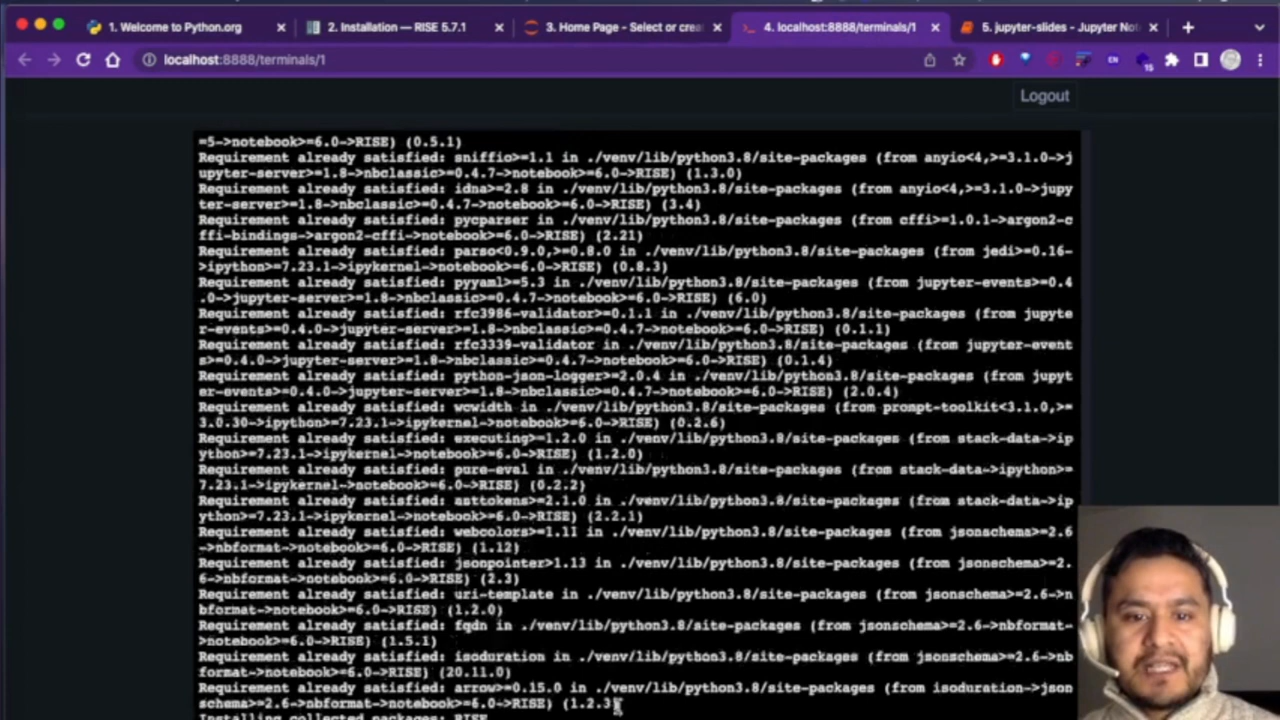 1. Welcome to Python.org
2. Installation — RISE 5.7.1
3. Home Page - Select or crea
4. localhost:8888/terminals/1
5. jupyter-slides - Jupyter Not
localhost:8888/terminals/1
EN
15
Logout
=5->notebook>=6.0->RISE) (0.5.1)
Requirement already satisfied: sniffio>=1.1 in ./venv/lib/python3.8/site-packages (from anyio<4,>=3.1.0->j
upyter-server>=1.8->nbclassic>=0.4.7->notebook>=6.0->RISE) (1.3.0)
Requirement already satisfied: idna>=2.8 in ./venv/lib/python3.8/site-packages (from anyio<4,>=3.1.0->jupy
ter-server>=1.8->nbclassic>=0.4.7->notebook>=6.0->RISE) (3.4)
Requirement already satisfied: pycparser in ./venv/lib/python3.8/site-packages (from cffi>=1.0.1->argon2-c
ffi-bindings->argon2-cffi->notebook>=6.0->RISE) (2.21)
Requirement already satisfied: parso<0.9.0,>=0.8.0 in ./venv/lib/python3.8/site-packages (from jedi>=0.16-
>ipython>=7.23.1->ipykernel->notebook>=6.0->RISE) (0.8.3)
Requirement already satisfied: pyyaml>=5.3 in ./venv/lib/python3.8/site-packages (from jupyter-events>=0.4
.0->jupyter-server>=1.8->nbclassic>=0.4.7->notebook>=6.0->RISE) (6.0)
Requirement already satisfied: rfc3986-validator>=0.1.1 in ./venv/lib/python3.8/site-packages (from jupyte
r-events>=0.4.0->jupyter-server>=1.8->nbclassic>=0.4.7->notebook>=6.0->RISE) (0.1.1)
Requirement already satisfied: rfc3339-validator in ./venv/lib/python3.8/site-packages (from jupyter-event
s>=0.4.0->jupyter-server>=1.8->nbclassic>=0.4.7->notebook>=6.0->RISE) (0.1.4)
Requirement already satisfied: python-json-logger>=2.0.4 in ./venv/lib/python3.8/site-packages (from jupyt
er-events>=0.4.0->jupyter-server>=1.8->nbclassic>=0.4.7->notebook>=6.0->RISE) (2.0.4)
Requirement already satisfied: wcwidth in ./venv/lib/python3.8/site-packages (from prompt-toolkit<3.1.0,>=
3.0.30->ipython>=7.23.1->ipykernel->notebook>=6.0->RISE) (0.2.6)
Requirement already satisfied: executing>=1.2.0 in ./venv/lib/python3.8/site-packages (from stack-data->ip
ython>=7.23.1->ipykernel->notebook>=6.0->RISE) (1.2.0)
Requirement already satisfied: pure-eval in ./venv/lib/python3.8/site-packages (from stack-data->ipython>=
7.23.1->ipykernel->notebook>=6.0->RISE) (0.2.2)
Requirement already satisfied: asttokens>=2.1.0 in ./venv/lib/python3.8/site-packages (from stack-data->ip
ython>=7.23.1->ipykernel->notebook>=6.0->RISE) (2.2.1)
Requirement already satisfied: webcolors>=1.11 in ./venv/lib/python3.8/site-packages (from jsonschema>=2.6
->nbformat->notebook>=6.0->RISE) (1.12)
Requirement already satisfied: jsonpointer>1.13 in ./venv/lib/python3.8/site-packages (from jsonschema>=2.
6->nbformat->notebook>=6.0->RISE) (2.3)
Requirement already satisfied: uri-template in ./venv/lib/python3.8/site-packages (from jsonschema>=2.6->n
bformat->notebook>=6.0->RISE) (1.2.0)
Requirement already satisfied: fqdn in ./venv/lib/python3.8/site-packages (from jsonschema>=2.6->nbformat-
>notebook>=6.0->RISE) (1.5.1)
Requirement already satisfied: isoduration in ./venv/lib/python3.8/site-packages (from jsonschema>=2.6->nb
format->notebook>=6.0->RISE) (20.11.0)
Requirement already satisfied: arrow>=0.15.0 in ./venv/lib/python3.8/site-packages (from isoduration->json
schema>=2.6->nbformat->notebook>=6.0->RISE) (1.2.3)
Installing collected packages: RISE